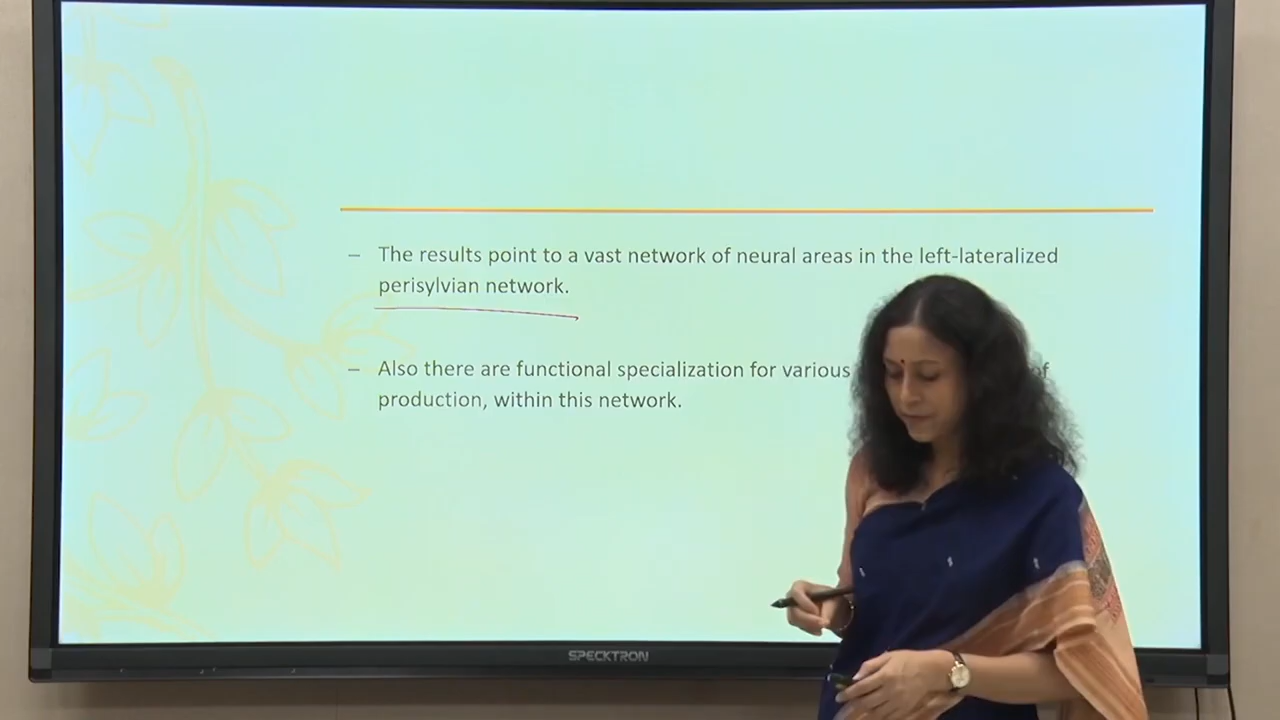 – The results point to a vast network of neural areas in the left-lateralized
perisylvian network.
– Also there are functional specialization for various of
production, within this network.
SPECKTRON